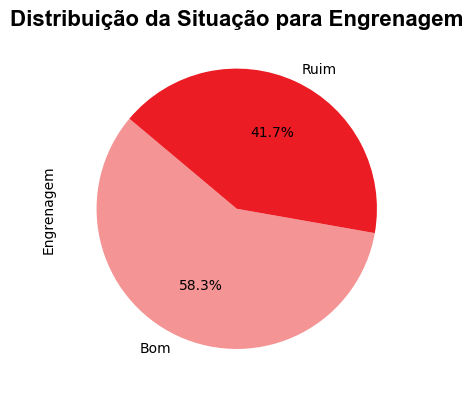 Distribuição da Situação para Engrenagem
Ruim
41.7%
Engrenagem
58.3%
Bom